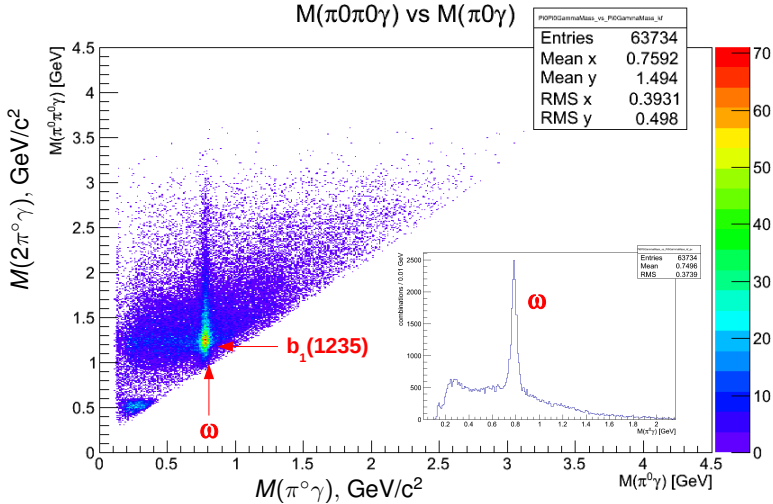 M(π0π0γ) vs M(π0γ)
Pi0Pi0GammaMass_vs_Pi0GammaMass_kf
Entries 63734
Mean x 0.7592
Mean y 1.494
RMS x 0.3931
RMS y 0.498
M(2π°γ), GeV/c²
M(π⁰π⁰γ) [GeV]
4.5
4
3.5
3
2.5
2
1.5
1
0.5
0
70
60
50
40
30
20
10
0
b₁(1235)
ω
Entries 63734
Mean 0.7496
RMS 0.3739
combinations / 0.01 GeV
2500
2000
1500
1000
500
0
ω
0.2 0.4 0.6 0.8 1 1.2 1.4 1.6 1.8 2
M(π⁰γ) [GeV]
0 0.5 1 1.5 2 2.5 3 3.5 4 4.5
M(π⁰γ) [GeV]
M(π°γ), GeV/c²